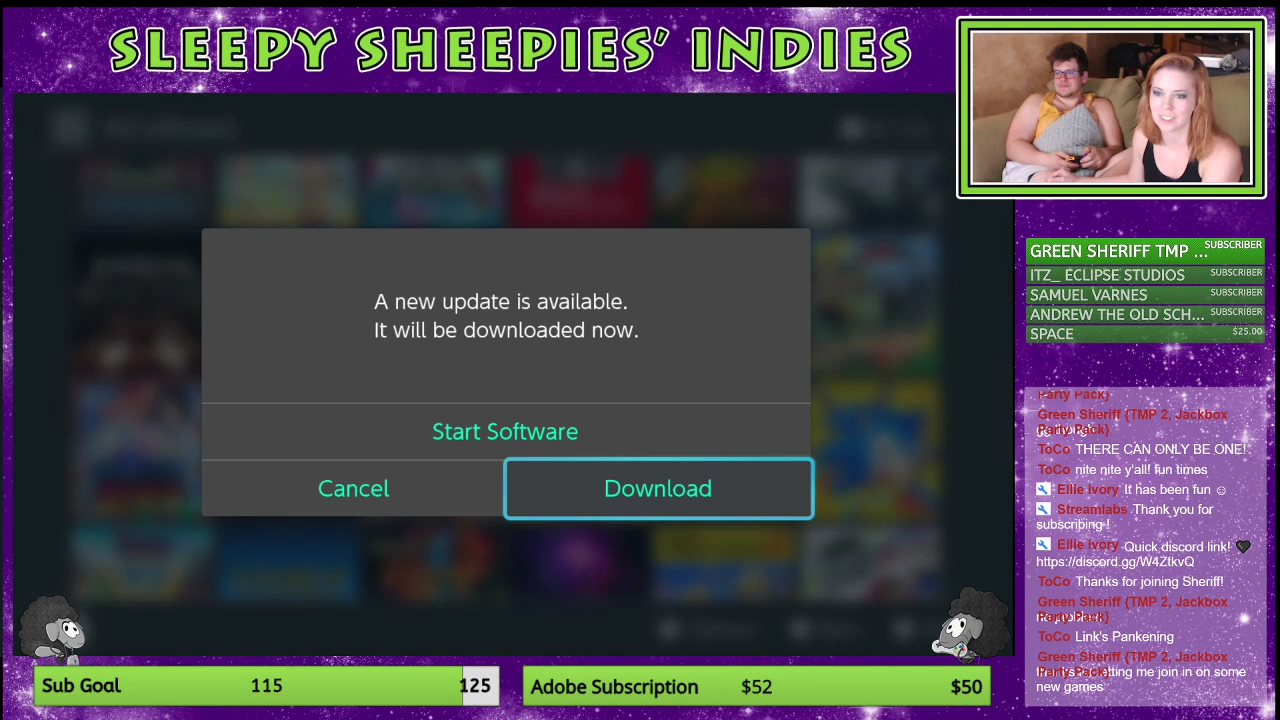 SLEEPY SHEEPIES' INDIES
A new update is available.
It will be downloaded now.
Start Software
Cancel
Download
GREEN SHERIFF TMP ... SUBSCRIBER
ITZ_ ECLIPSE STUDIOS SUBSCRIBER
SAMUEL VARNES SUBSCRIBER
ANDREW THE OLD SCH... SUBSCRIBER
SPACE $25.00
Party Pack}
Green Sheriff {TMP 2, Jackbox
Party Pack}
ToCo THERE CAN ONLY BE ONE!
ToCo nite nite y'all! fun times
Ellie Ivory It has been fun ☺
Streamlabs Thank you for
subscribing !
Ellie Ivory Quick discord link! 🖤
https://discord.gg/W4ZtkvQ
ToCo Thanks for joining Sheriff!
Green Sheriff {TMP 2, Jackbox
Party Pack}
ToCo Link's Pankening
Green Sheriff {TMP 2, Jackbox
Party Pack} me join in on some
new games
Sub Goal 115 125
Adobe Subscription $52 $50